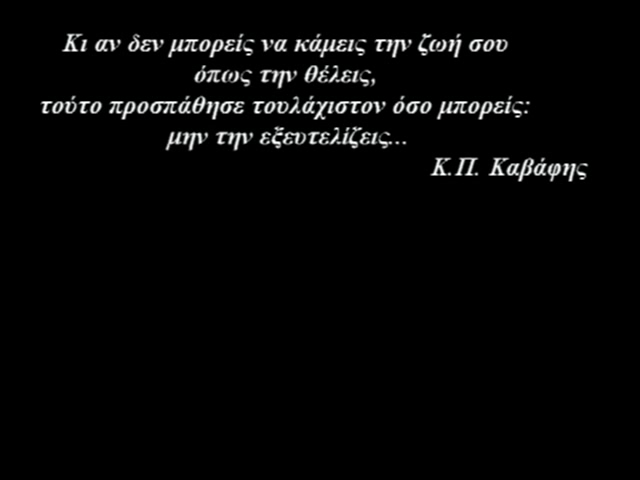 Κι αν δεν μπορείς να κάμεις την ζωή σου
όπως την θέλεις,
τούτο προσπάθησε τουλάχιστον όσο μπορείς:
μην την εξευτελίζεις...
Κ.Π. Καβάφης